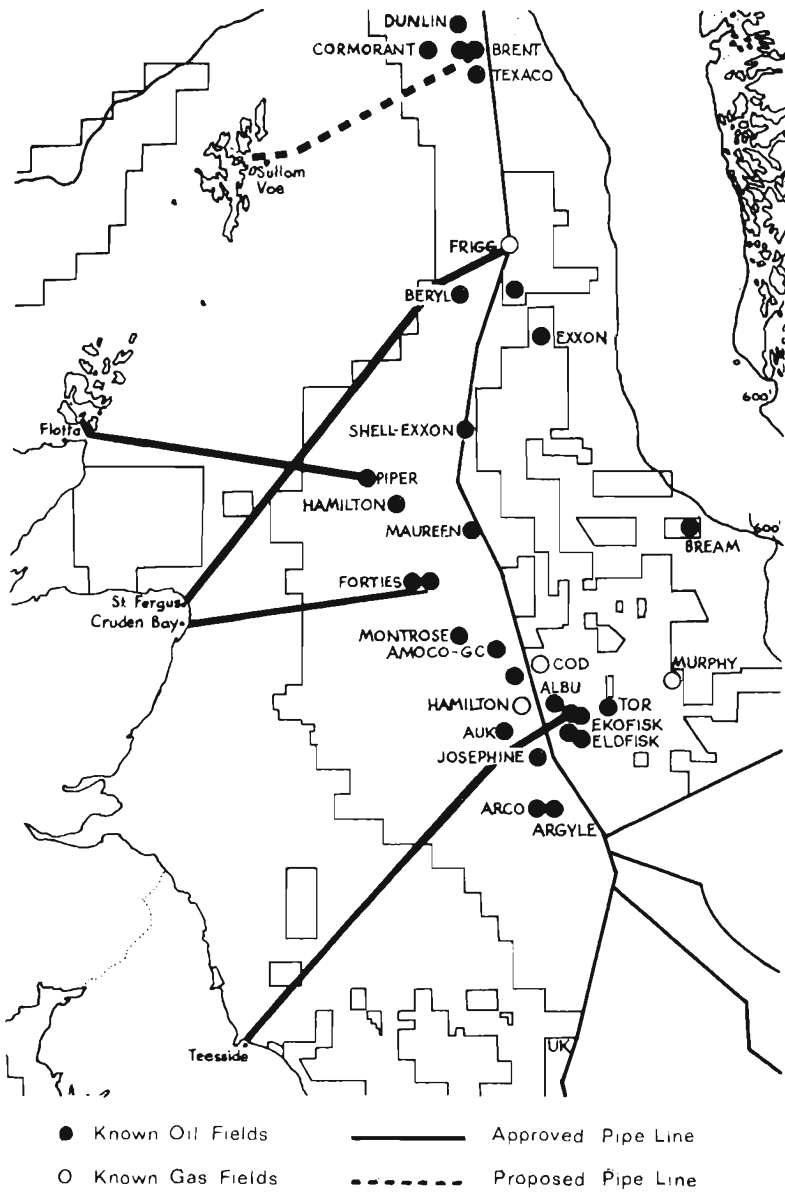 DUNLIN
CORMORANT
BRENT
TEXACO
Sullom
Voe
FRIGG
BERYL
EXXON
600'
Flotta
SHELL-EXXON
PIPER
HAMILTON
MAUREEN
600'
BREAM
FORTIES
St. Fergus
Cruden Bay
MONTROSE
AMOCO-GC
COD
MURPHY
ALBU
HAMILTON
TOR
EKOFISK
AUK
ELDFISK
JOSEPHINE
ARCO
ARGYLE
UK
Teesside
Known Oil Fields
Approved Pipe Line
Known Gas Fields
Proposed Pipe Line